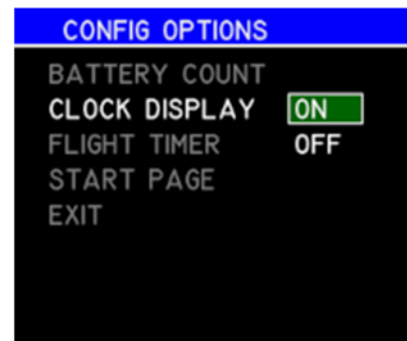 CONFIG OPTIONS
BATTERY COUNT
CLOCK DISPLAY ON
FLIGHT TIMER OFF
START PAGE
EXIT